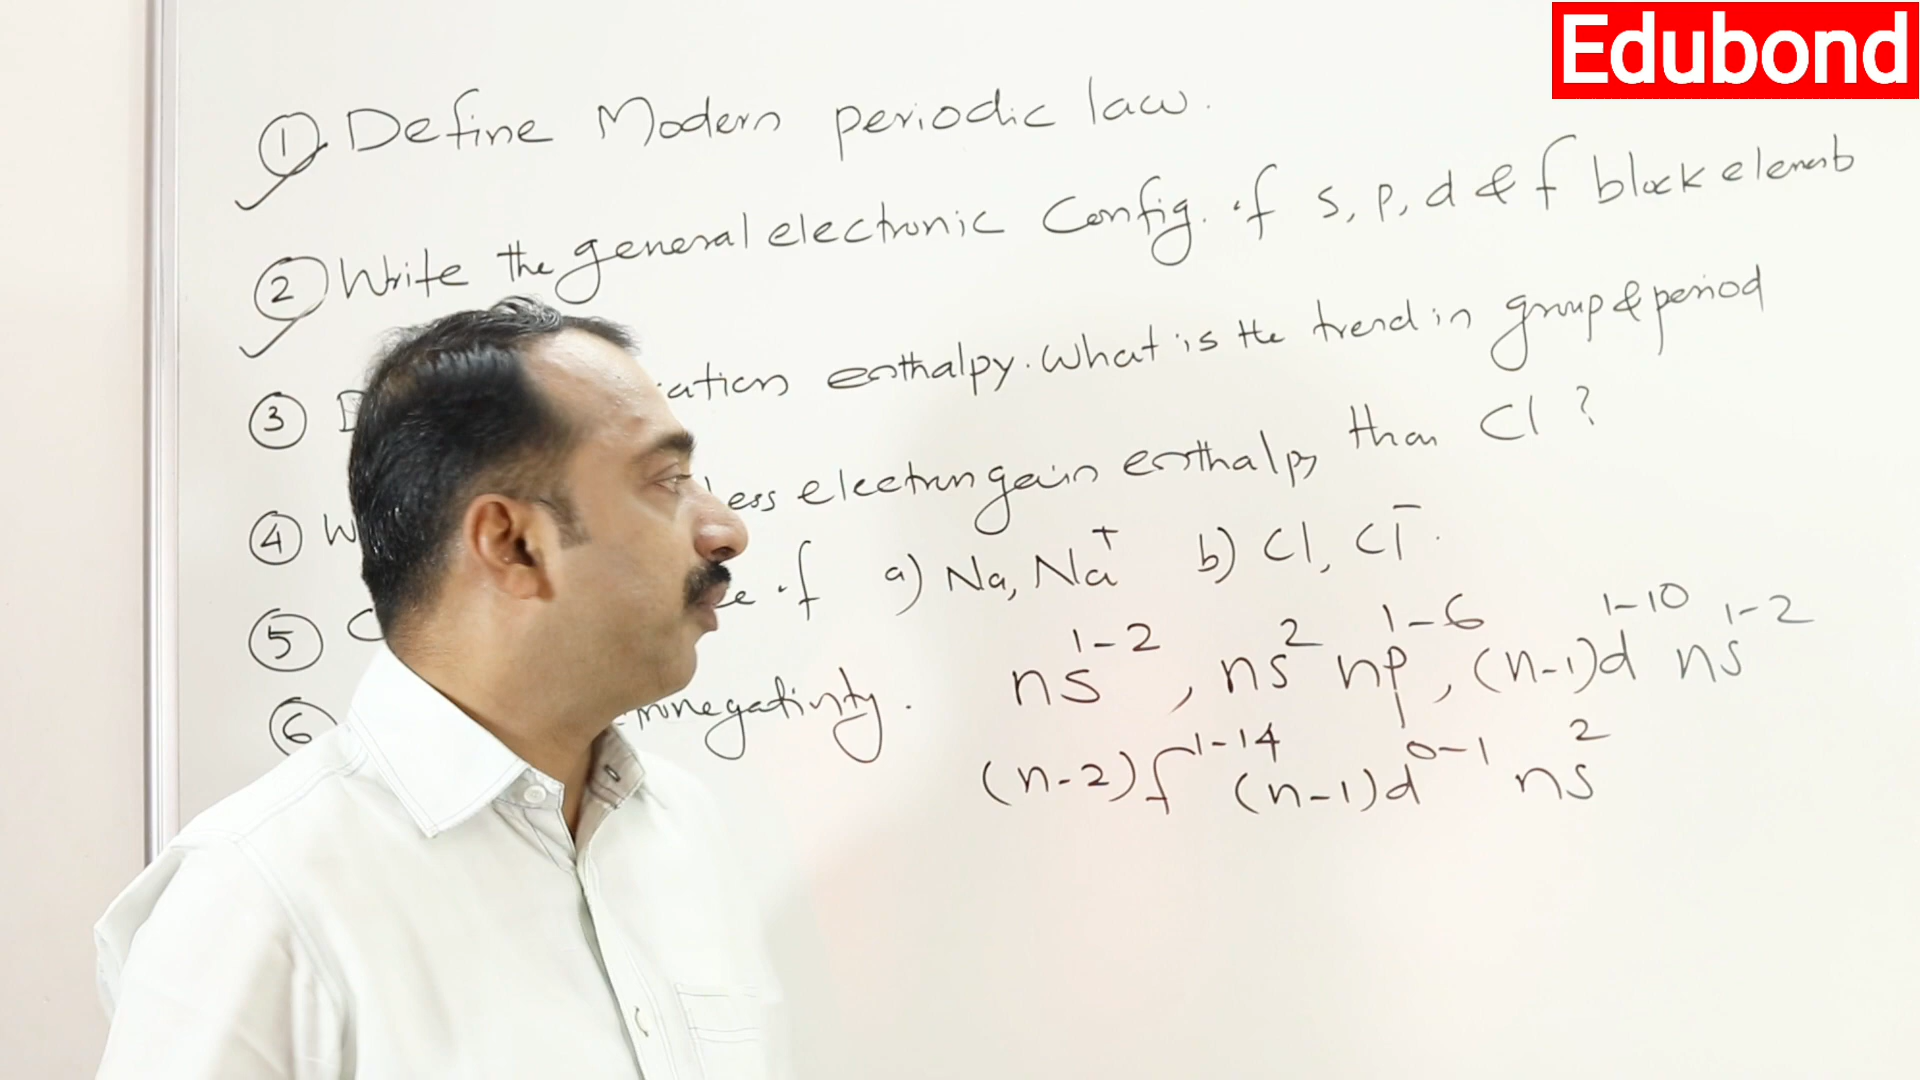 Edubond
① Define Modern periodic law.
② Write the general electronic Config. of s, p, d & f block elements
③ enthalpy. What is the trend in group & period
④ less electron gain enthalpy than Cl ?
⑤ of a) Na, Na⁺ b) Cl, Cl⁻.
⑥
ns¹⁻², ns² np¹⁻⁶, (n-1)d¹⁻¹⁰ ns¹⁻²
(n-2)f¹⁻¹⁴ (n-1)d⁰⁻¹ ns²